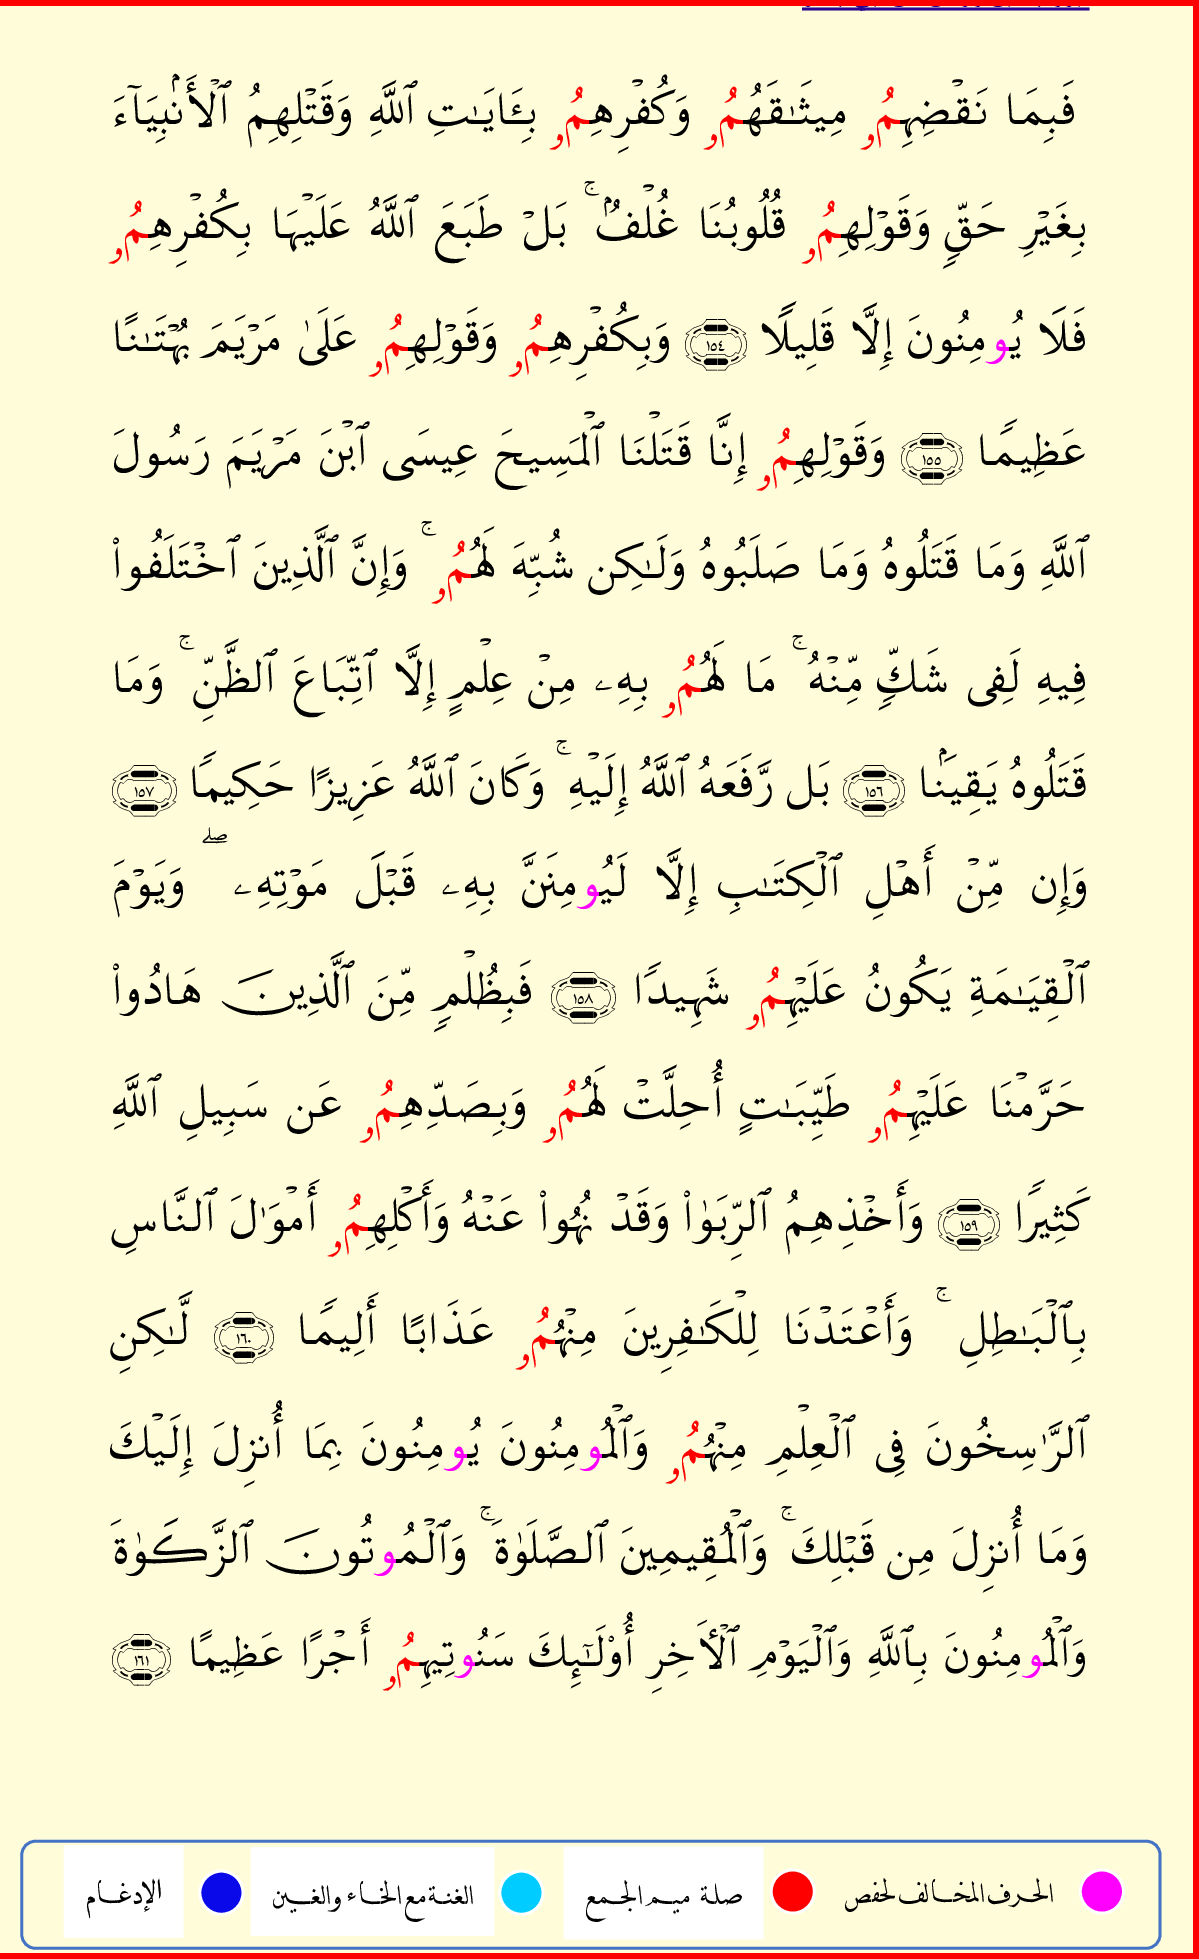 فَبِمَا نَقْضِهِمُۥ مِيثَـٰقَهُمُۥ وَكُفْرِهِمُۥ بِـَٔايَـٰتِ ٱللَّهِ وَقَتْلِهِمُ ٱلْأَنۢبِيَآءَ
بِغَيْرِ حَقٍّ وَقَوْلِهِمُۥ قُلُوبُنَا غُلْفٌۢ ۚ بَلْ طَبَعَ ٱللَّهُ عَلَيْهَا بِكُفْرِهِمُۥ
فَلَا يُومِنُونَ إِلَّا قَلِيلًا ١٥٤ وَبِكُفْرِهِمُۥ وَقَوْلِهِمُۥ عَلَىٰ مَرْيَمَ بُهْتَـٰنًا
عَظِيمًا ١٥٥ وَقَوْلِهِمُۥ إِنَّا قَتَلْنَا ٱلْمَسِيحَ عِيسَى ٱبْنَ مَرْيَمَ رَسُولَ
ٱللَّهِ وَمَا قَتَلُوهُ وَمَا صَلَبُوهُ وَلَـٰكِن شُبِّهَ لَهُمُۥ ۚ وَإِنَّ ٱلَّذِينَ ٱخْتَلَفُوا۟
فِيهِ لَفِى شَكٍّ مِّنْهُ ۚ مَا لَهُمُۥ بِهِۦ مِنْ عِلْمٍ إِلَّا ٱتِّبَاعَ ٱلظَّنِّ ۚ وَمَا
قَتَلُوهُ يَقِينَۢا ١٥٦ بَل رَّفَعَهُ ٱللَّهُ إِلَيْهِ ۚ وَكَانَ ٱللَّهُ عَزِيزًا حَكِيمًا ١٥٧
وَإِن مِّنْ أَهْلِ ٱلْكِتَـٰبِ إِلَّا لَيُومِنَنَّ بِهِۦ قَبْلَ مَوْتِهِۦ ۖ وَيَوْمَ
ٱلْقِيَـٰمَةِ يَكُونُ عَلَيْهِمُۥ شَهِيدًا ١٥٨ فَبِظُلْمٍ مِّنَ ٱلَّذِينَ هَادُوا۟
حَرَّمْنَا عَلَيْهِمُۥ طَيِّبَـٰتٍ أُحِلَّتْ لَهُمُۥ وَبِصَدِّهِمُۥ عَن سَبِيلِ ٱللَّهِ
كَثِيرًا ١٥٩ وَأَخْذِهِمُ ٱلرِّبَوٰا۟ وَقَدْ نُهُوا۟ عَنْهُ وَأَكْلِهِمُۥ أَمْوَٰلَ ٱلنَّاسِ
بِٱلْبَـٰطِلِ ۚ وَأَعْتَدْنَا لِلْكَـٰفِرِينَ مِنْهُمُۥ عَذَابًا أَلِيمًا ١٦٠ لَّـٰكِنِ
ٱلرَّٰسِخُونَ فِى ٱلْعِلْمِ مِنْهُمُۥ وَٱلْمُومِنُونَ يُومِنُونَ بِمَا أُنزِلَ إِلَيْكَ
وَمَا أُنزِلَ مِن قَبْلِكَ ۚ وَٱلْمُقِيمِينَ ٱلصَّلَوٰةَ ۚ وَٱلْمُوتُونَ ٱلزَّكَوٰةَ
وَٱلْمُومِنُونَ بِٱللَّهِ وَٱلْيَوْمِ ٱلْأَخِرِ أُو۟لَـٰٓئِكَ سَنُوتِيهِمُۥ أَجْرًا عَظِيمًا ١٦١
الحرف المخالف لحفص صلة ميم الجمع الغنة مع الخاء والغين الإدغام